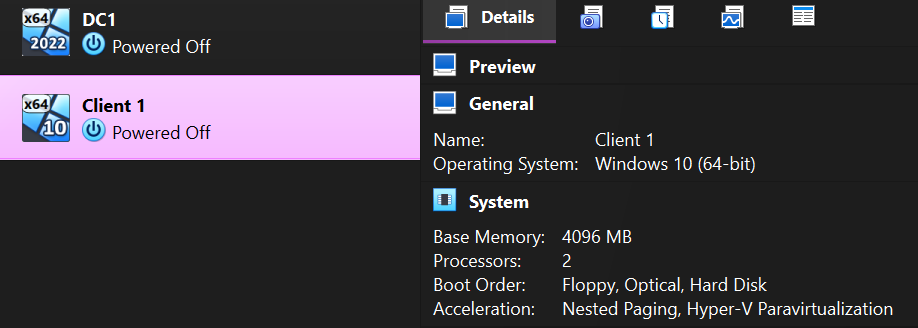 x64
2022
DC1
Powered Off
x64
10
Client 1
Powered Off
Details
Preview
General
Name: Client 1
Operating System: Windows 10 (64-bit)
System
Base Memory: 4096 MB
Processors: 2
Boot Order: Floppy, Optical, Hard Disk
Acceleration: Nested Paging, Hyper-V Paravirtualization